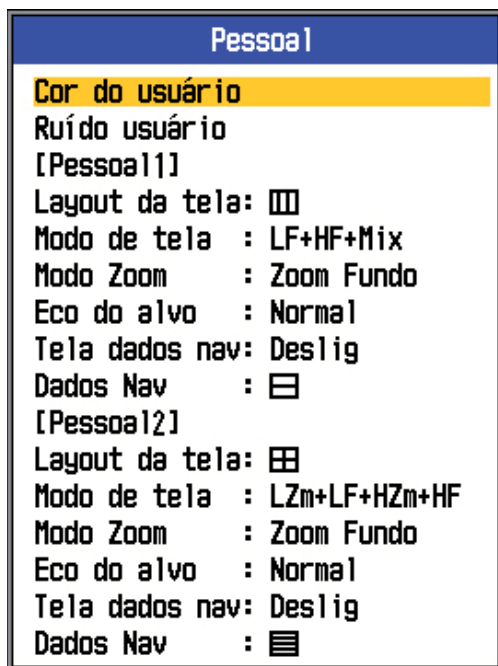 Pessoal
Cor do usuário
Ruído usuário
[Pessoal1]
Layout da tela:
Modo de tela : LF+HF+Mix
Modo Zoom : Zoom Fundo
Eco do alvo : Normal
Tela dados nav: Deslig
Dados Nav :
[Pessoal2]
Layout da tela:
Modo de tela : LZm+LF+HZm+HF
Modo Zoom : Zoom Fundo
Eco do alvo : Normal
Tela dados nav: Deslig
Dados Nav :